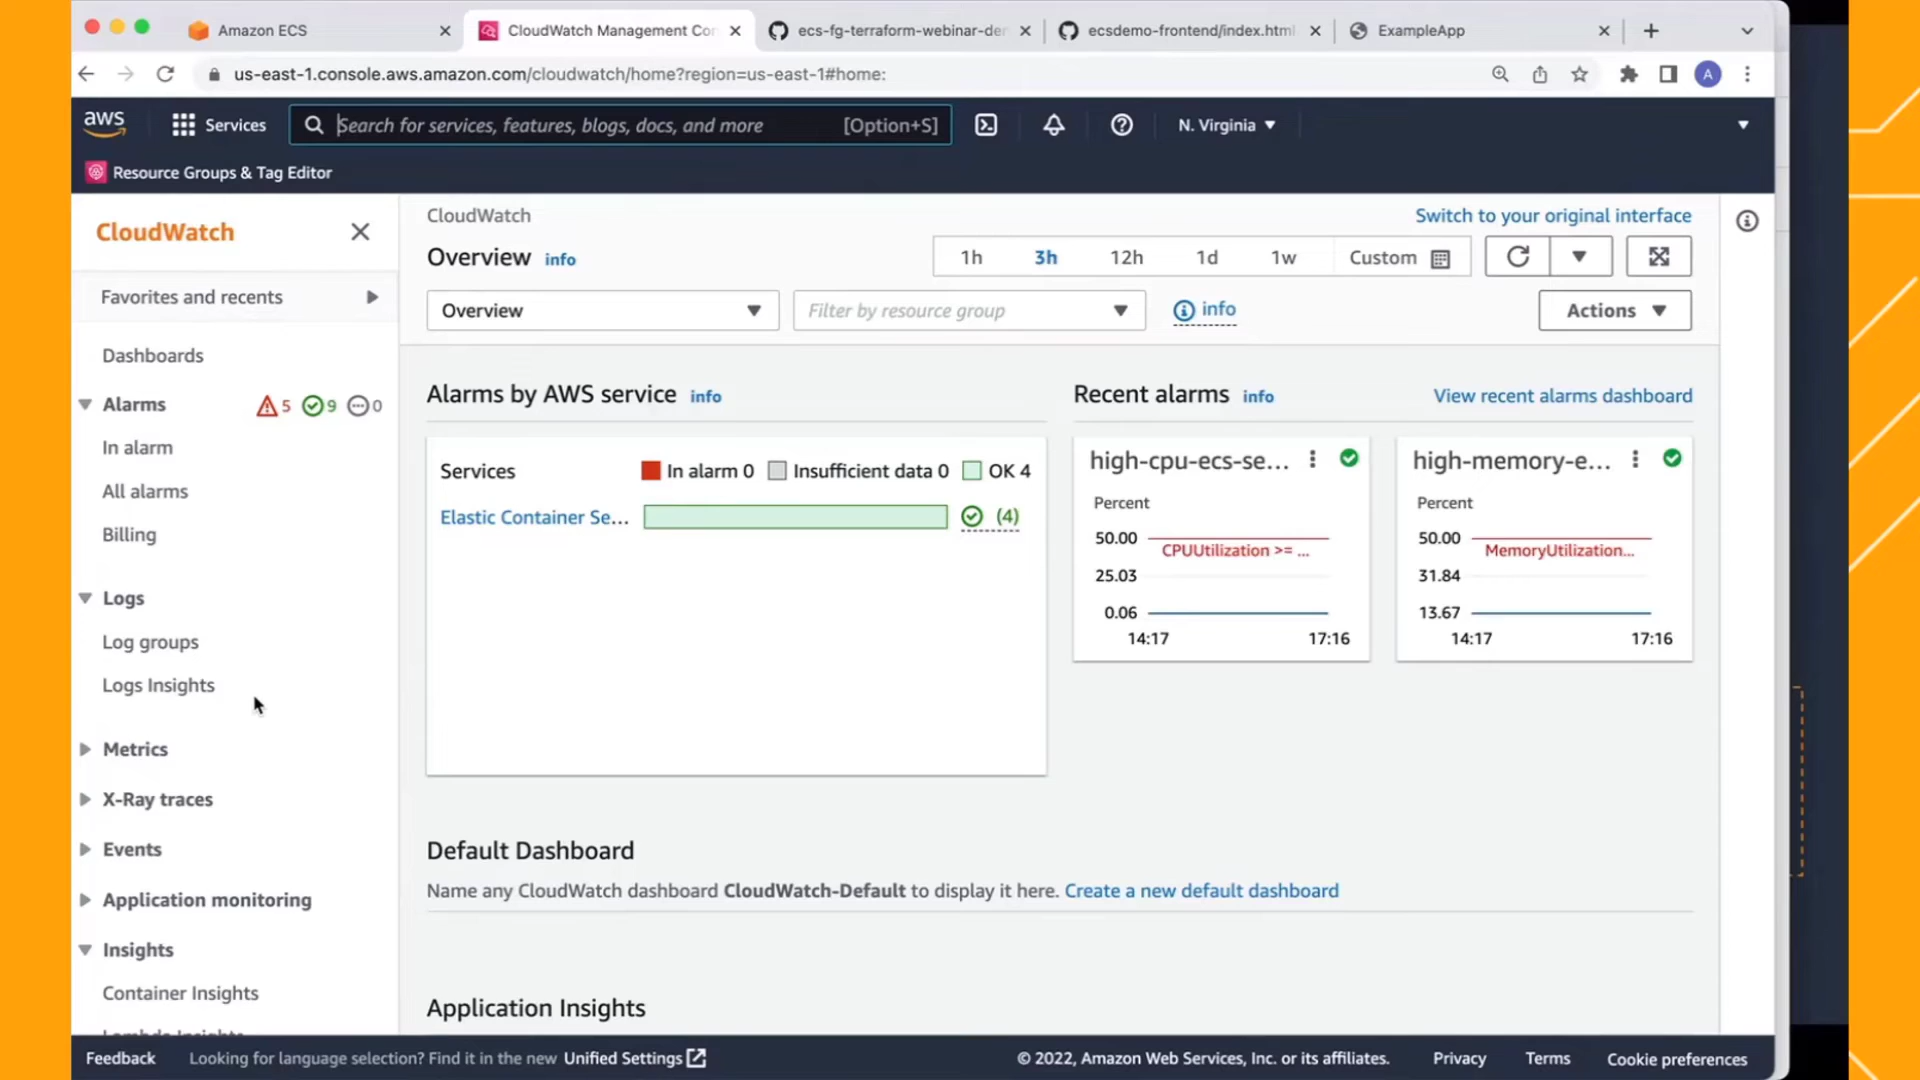 Amazon ECS
CloudWatch Management Con
ecs-fg-terraform-webinar-der
ecsdemo-frontend/index.html
ExampleApp
us-east-1.console.aws.amazon.com/cloudwatch/home?region=us-east-1#home:
A
aws
Services
Search for services, features, blogs, docs, and more
[Option+S]
N. Virginia
Resource Groups & Tag Editor
CloudWatch
Favorites and recents
Dashboards
Alarms
5
9
0
In alarm
All alarms
Billing
Logs
Log groups
Logs Insights
Metrics
X-Ray traces
Events
Application monitoring
Insights
Container Insights
Lambda Insights
CloudWatch
Switch to your original interface
Overview
info
1h
3h
12h
1d
1w
Custom
Overview
Filter by resource group
info
Actions
Alarms by AWS service
info
Services
In alarm 0
Insufficient data 0
OK 4
Elastic Container Se...
(4)
Recent alarms
info
View recent alarms dashboard
high-cpu-ecs-se...
Percent
50.00
CPUUtilization >= ...
25.03
0.06
14:17
17:16
high-memory-e...
Percent
50.00
MemoryUtilization...
31.84
13.67
14:17
17:16
Default Dashboard
Name any CloudWatch dashboard CloudWatch-Default to display it here. Create a new default dashboard
Application Insights
Feedback
Looking for language selection? Find it in the new Unified Settings
© 2022, Amazon Web Services, Inc. or its affiliates.
Privacy
Terms
Cookie preferences